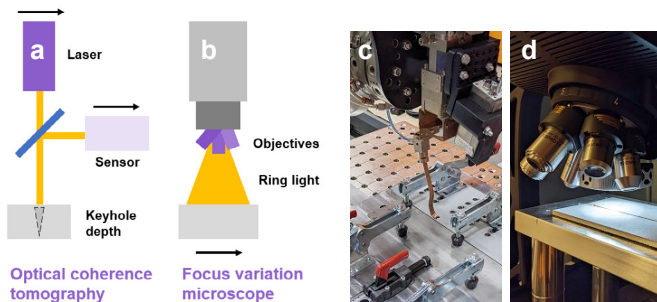 a
Laser
Sensor
Keyhole
depth
Optical coherence
tomography
b
Objectives
Ring light
Focus variation
microscope
c
d